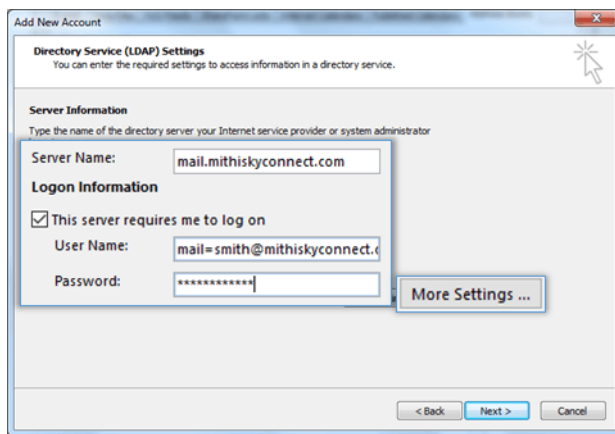 Add New Account
Directory Service (LDAP) Settings
You can enter the required settings to access information in a directory service.
Server Information
Type the name of the directory server your Internet service provider or system administrator
Server Name: mail.mithiskyconnect.com
Logon Information
This server requires me to log on
User Name: mail=smith@mithiskyconnect.c
Password: ************
More Settings ...
< Back Next > Cancel